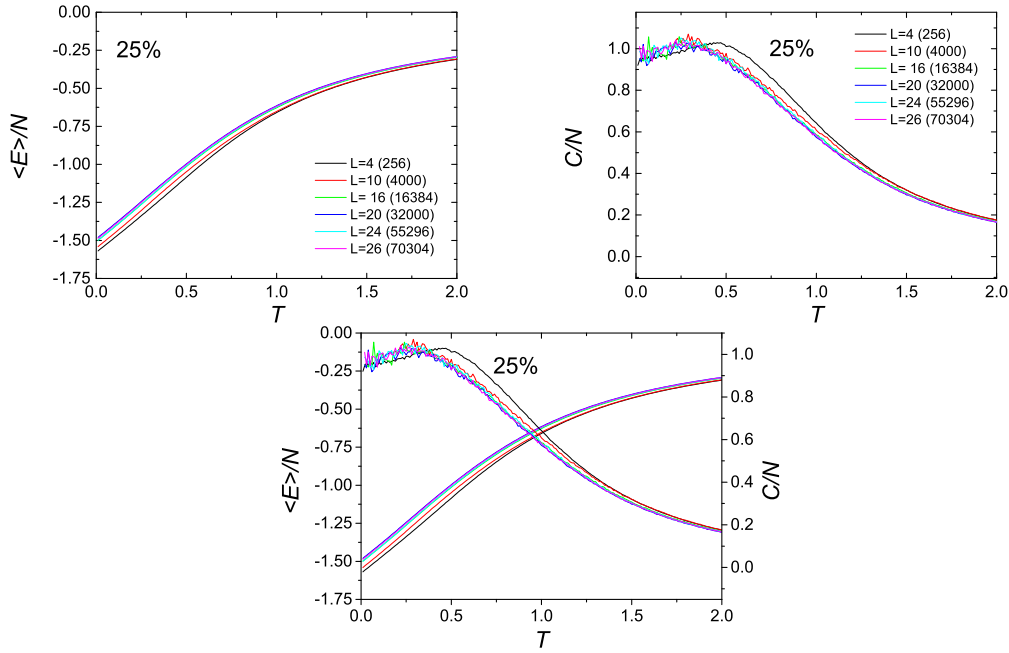 25%
<E>/N
0.00
-0.25
-0.50
-0.75
-1.00
-1.25
-1.50
-1.75
L=4 (256)
L=10 (4000)
L= 16 (16384)
L=20 (32000)
L=24 (55296)
L=26 (70304)
0.0 0.5 1.0 1.5 2.0
T
25%
C/N
1.0
0.8
0.6
0.4
0.2
0.0
L=4 (256)
L=10 (4000)
L= 16 (16384)
L=20 (32000)
L=24 (55296)
L=26 (70304)
0.0 0.5 1.0 1.5 2.0
T
25%
<E>/N
0.00
-0.25
-0.50
-0.75
-1.00
-1.25
-1.50
-1.75
C/N
1.0
0.8
0.6
0.4
0.2
0.0
0.0 0.5 1.0 1.5 2.0
T